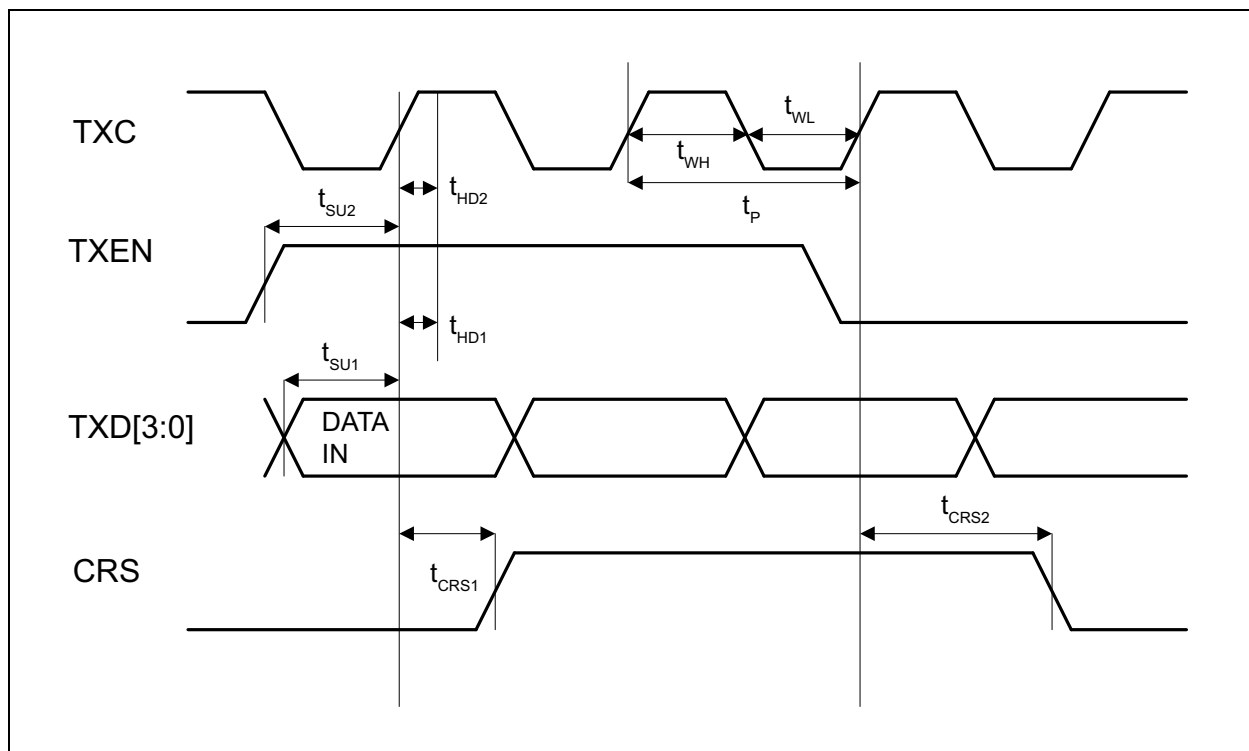 TXC
t_WL
t_WH
t_HD2
t_SU2
t_P
TXEN
t_HD1
t_SU1
TXD[3:0]
DATA
IN
t_CRS2
CRS
t_CRS1